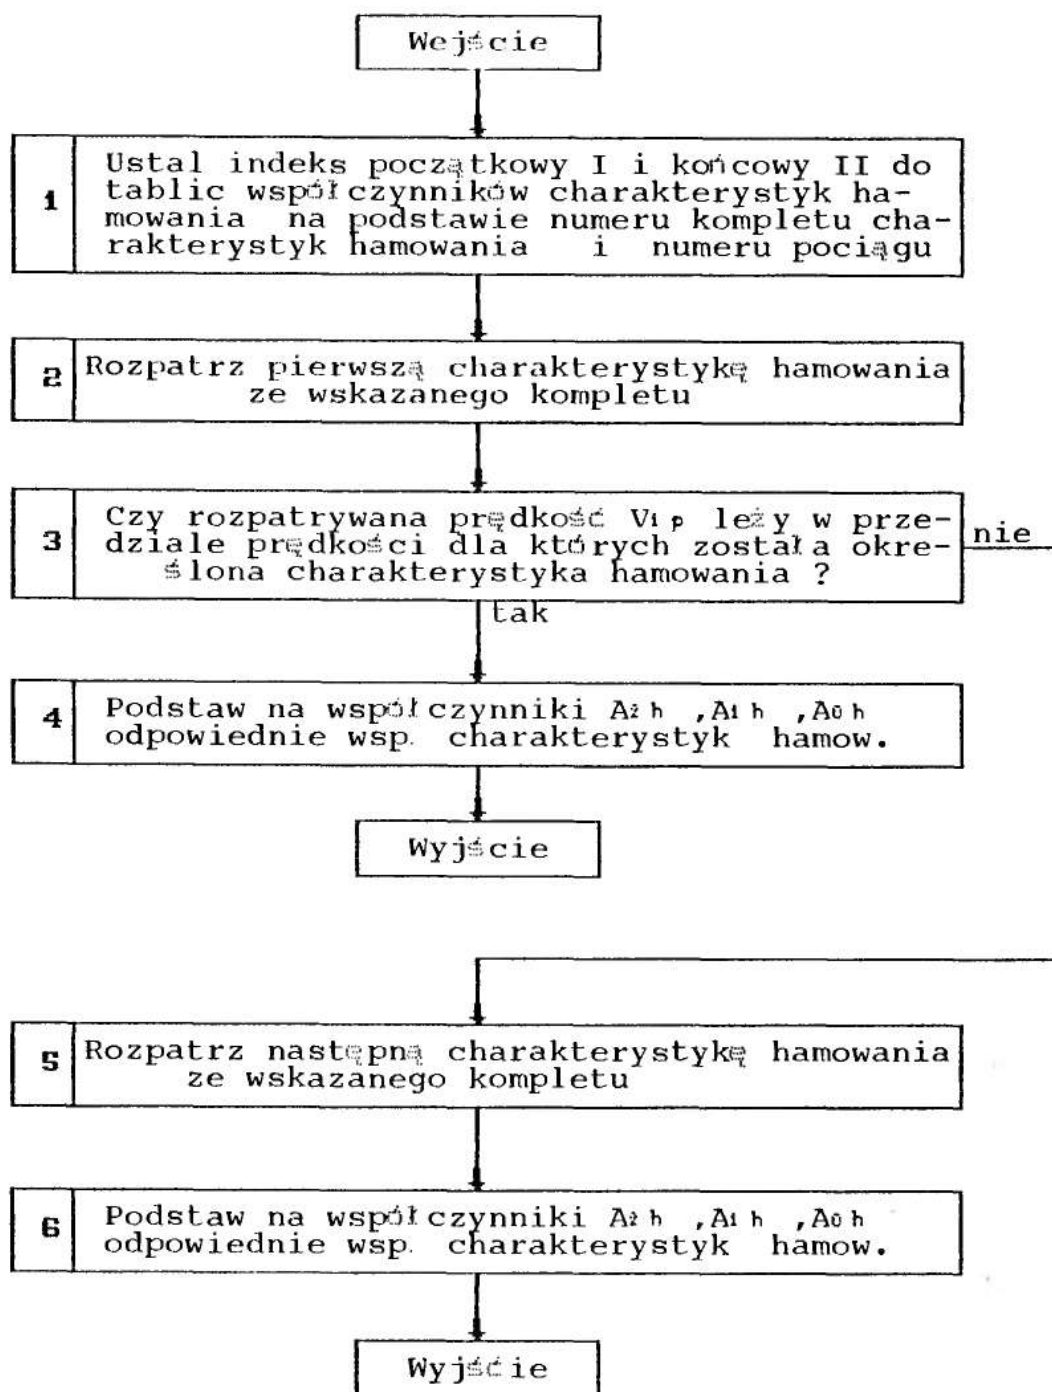 Wejście
1
Ustal indeks początkowy I i końcowy II do
tablic współczynników charakterystyk ha-
mowania na podstawie numeru kompletu cha-
rakterystyk hamowania i numeru pociągu
2
Rozpatrz pierwszą charakterystykę hamowania
ze wskazanego kompletu
3
Czy rozpatrywana prędkość V1p leży w prze-
dziale prędkości dla których została okre-
ślona charakterystyka hamowania ?
nie
tak
4
Podstaw na współczynniki A2h ,A1h ,A0h
odpowiednie wsp. charakterystyk hamow.
Wyjście
5
Rozpatrz następną charakterystykę hamowania
ze wskazanego kompletu
6
Podstaw na współczynniki A2h ,A1h ,A0h
odpowiednie wsp. charakterystyk hamow.
Wyjście